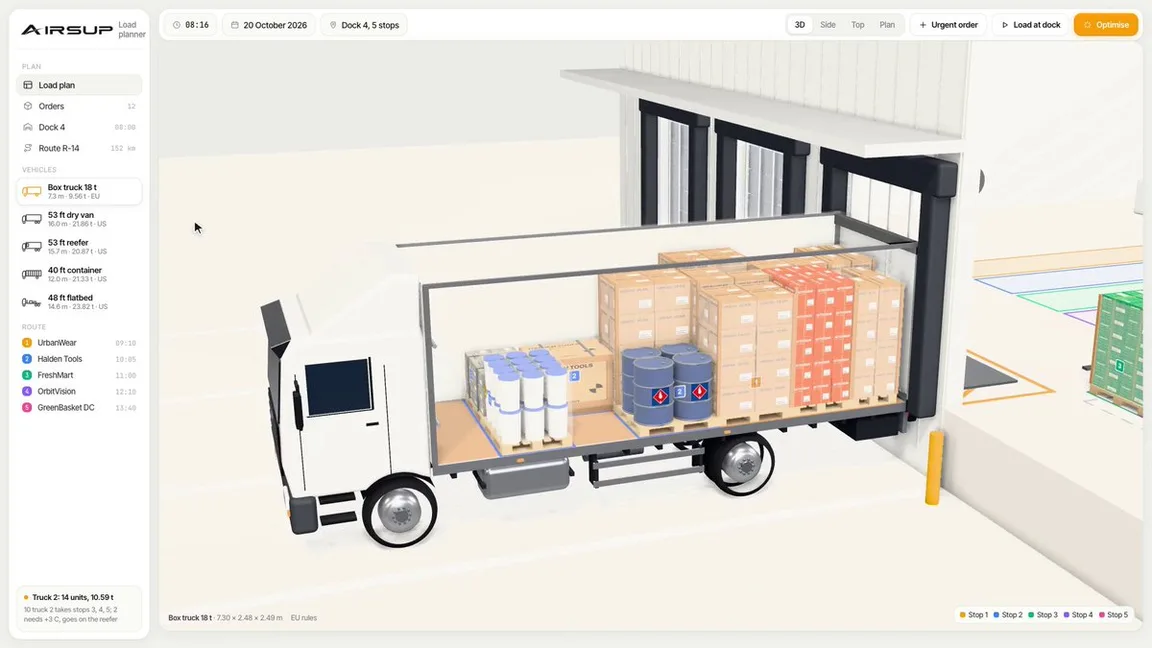 AIRSUP Load planner
08:16
20 October 2026
Dock 4, 5 stops
3D
Side
Top
Plan
Urgent order
Load at dock
Optimise
PLAN
Load plan
Orders 12
Dock 4 08:00
Route R-14 152 km
VEHICLES
Box truck 18 t
7.3 m · 9.56 t · EU
53 ft dry van
16.0 m · 21.86 t · US
53 ft reefer
15.7 m · 20.87 t · US
40 ft container
12.0 m · 21.33 t · US
48 ft flatbed
14.6 m · 23.82 t · US
ROUTE
1 UrbanWear 09:10
2 Halden Tools 10:05
3 FreshMart 11:00
4 OrbitVision 12:10
5 GreenBasket DC 13:40
Truck 2: 14 units, 10.59 t
10 truck 2 takes stops 3, 4, 5; 2
needs +3 C, goes on the reefer
TOOLS
2
2
1
3
Box truck 18 t · 7.30 × 2.48 × 2.49 m EU rules
Stop 1
Stop 2
Stop 3
Stop 4
Stop 5